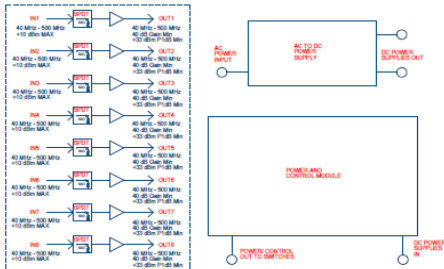 IN1 SPDT OUT1
40 MHz - 500 MHz
+10 dBm MAX
40 MHz - 500 MHz
40 dB Gain Min
+33 dBm P1dB Min
IN2 SPDT OUT2
40 MHz - 500 MHz
+10 dBm MAX
40 MHz - 500 MHz
40 dB Gain Min
+33 dBm P1dB Min
IN3 SPDT OUT3
40 MHz - 500 MHz
+10 dBm MAX
40 MHz - 500 MHz
40 dB Gain Min
+33 dBm P1dB Min
IN4 SPDT OUT4
40 MHz - 500 MHz
+10 dBm MAX
40 MHz - 500 MHz
40 dB Gain Min
+33 dBm P1dB Min
IN5 SPDT OUT5
40 MHz - 500 MHz
+10 dBm MAX
40 MHz - 500 MHz
40 dB Gain Min
+33 dBm P1dB Min
IN6 SPDT OUT6
40 MHz - 500 MHz
+10 dBm MAX
40 MHz - 500 MHz
40 dB Gain Min
+33 dBm P1dB Min
IN7 SPDT OUT7
40 MHz - 500 MHz
+10 dBm MAX
40 MHz - 500 MHz
40 dB Gain Min
+33 dBm P1dB Min
IN8 SPDT OUT8
40 MHz - 500 MHz
+10 dBm MAX
40 MHz - 500 MHz
40 dB Gain Min
+33 dBm P1dB Min
AC
POWER
INPUT
AC TO DC
POWER
SUPPLY
DC POWER
SUPPLIES OUT
POWER AND
CONTROL MODULE
POWER/ CONTROL
OUT TO SWITCHES
DC POWER
SUPPLIES
IN